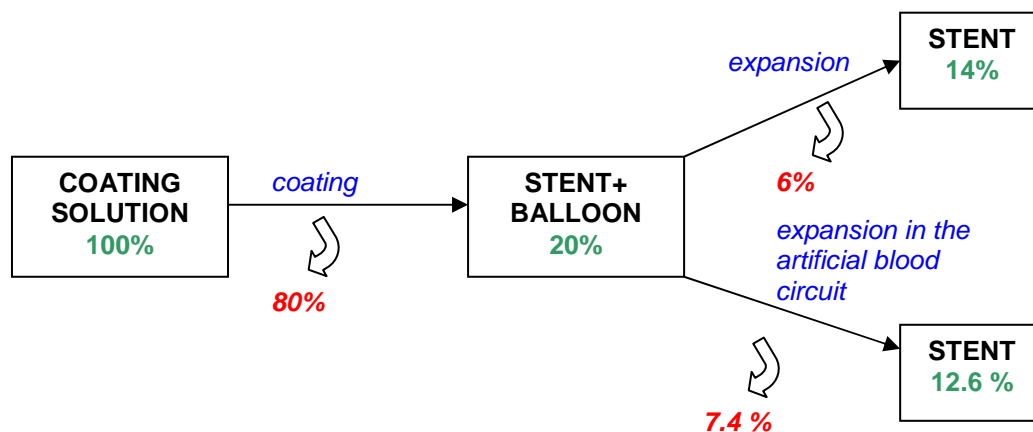 COATING
SOLUTION
100%
coating
80%
STENT+
BALLOON
20%
expansion
6%
STENT
14%
expansion in the
artificial blood
circuit
7.4 %
STENT
12.6 %